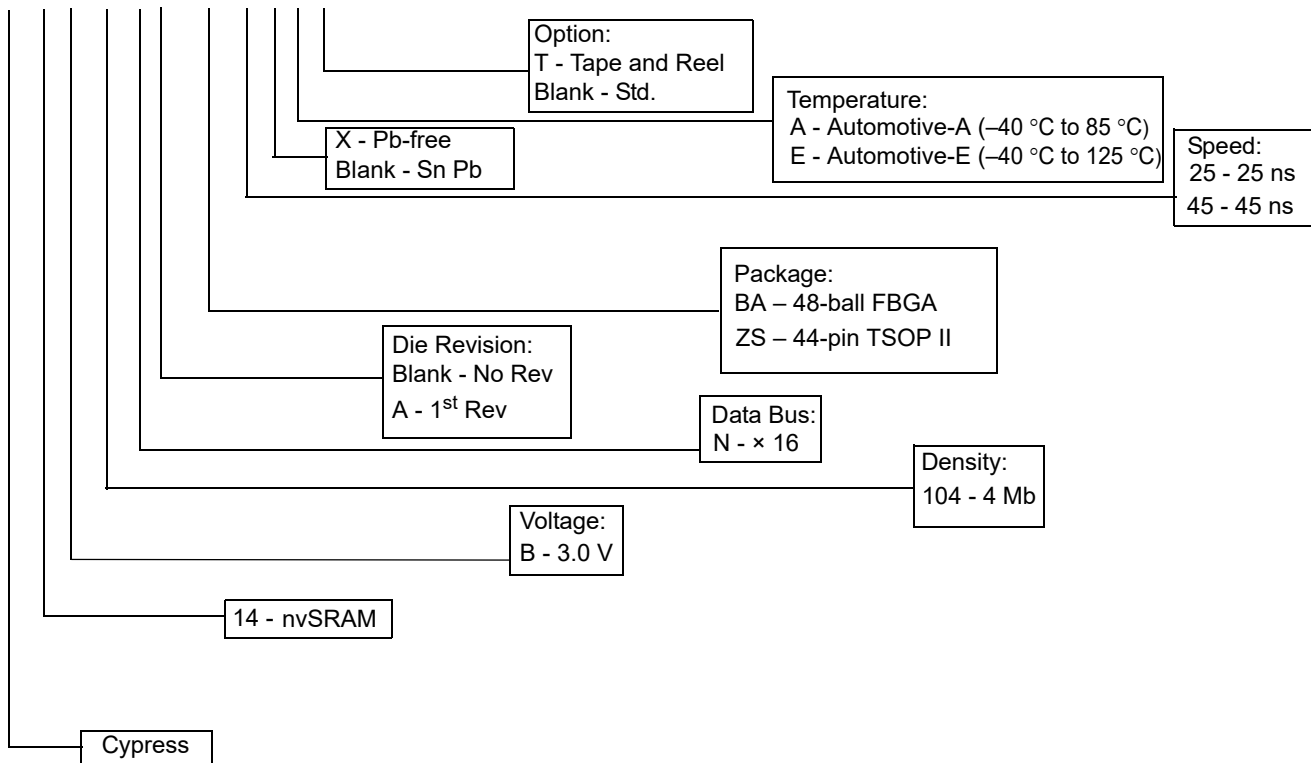 Option:
T - Tape and Reel
Blank - Std.
Temperature:
A - Automotive-A (–40 °C to 85 °C)
E - Automotive-E (–40 °C to 125 °C)
X - Pb-free
Blank - Sn Pb
Speed:
25 - 25 ns
45 - 45 ns
Package:
BA – 48-ball FBGA
ZS – 44-pin TSOP II
Die Revision:
Blank - No Rev
A - 1st Rev
Data Bus:
N - × 16
Density:
104 - 4 Mb
Voltage:
B - 3.0 V
14 - nvSRAM
Cypress